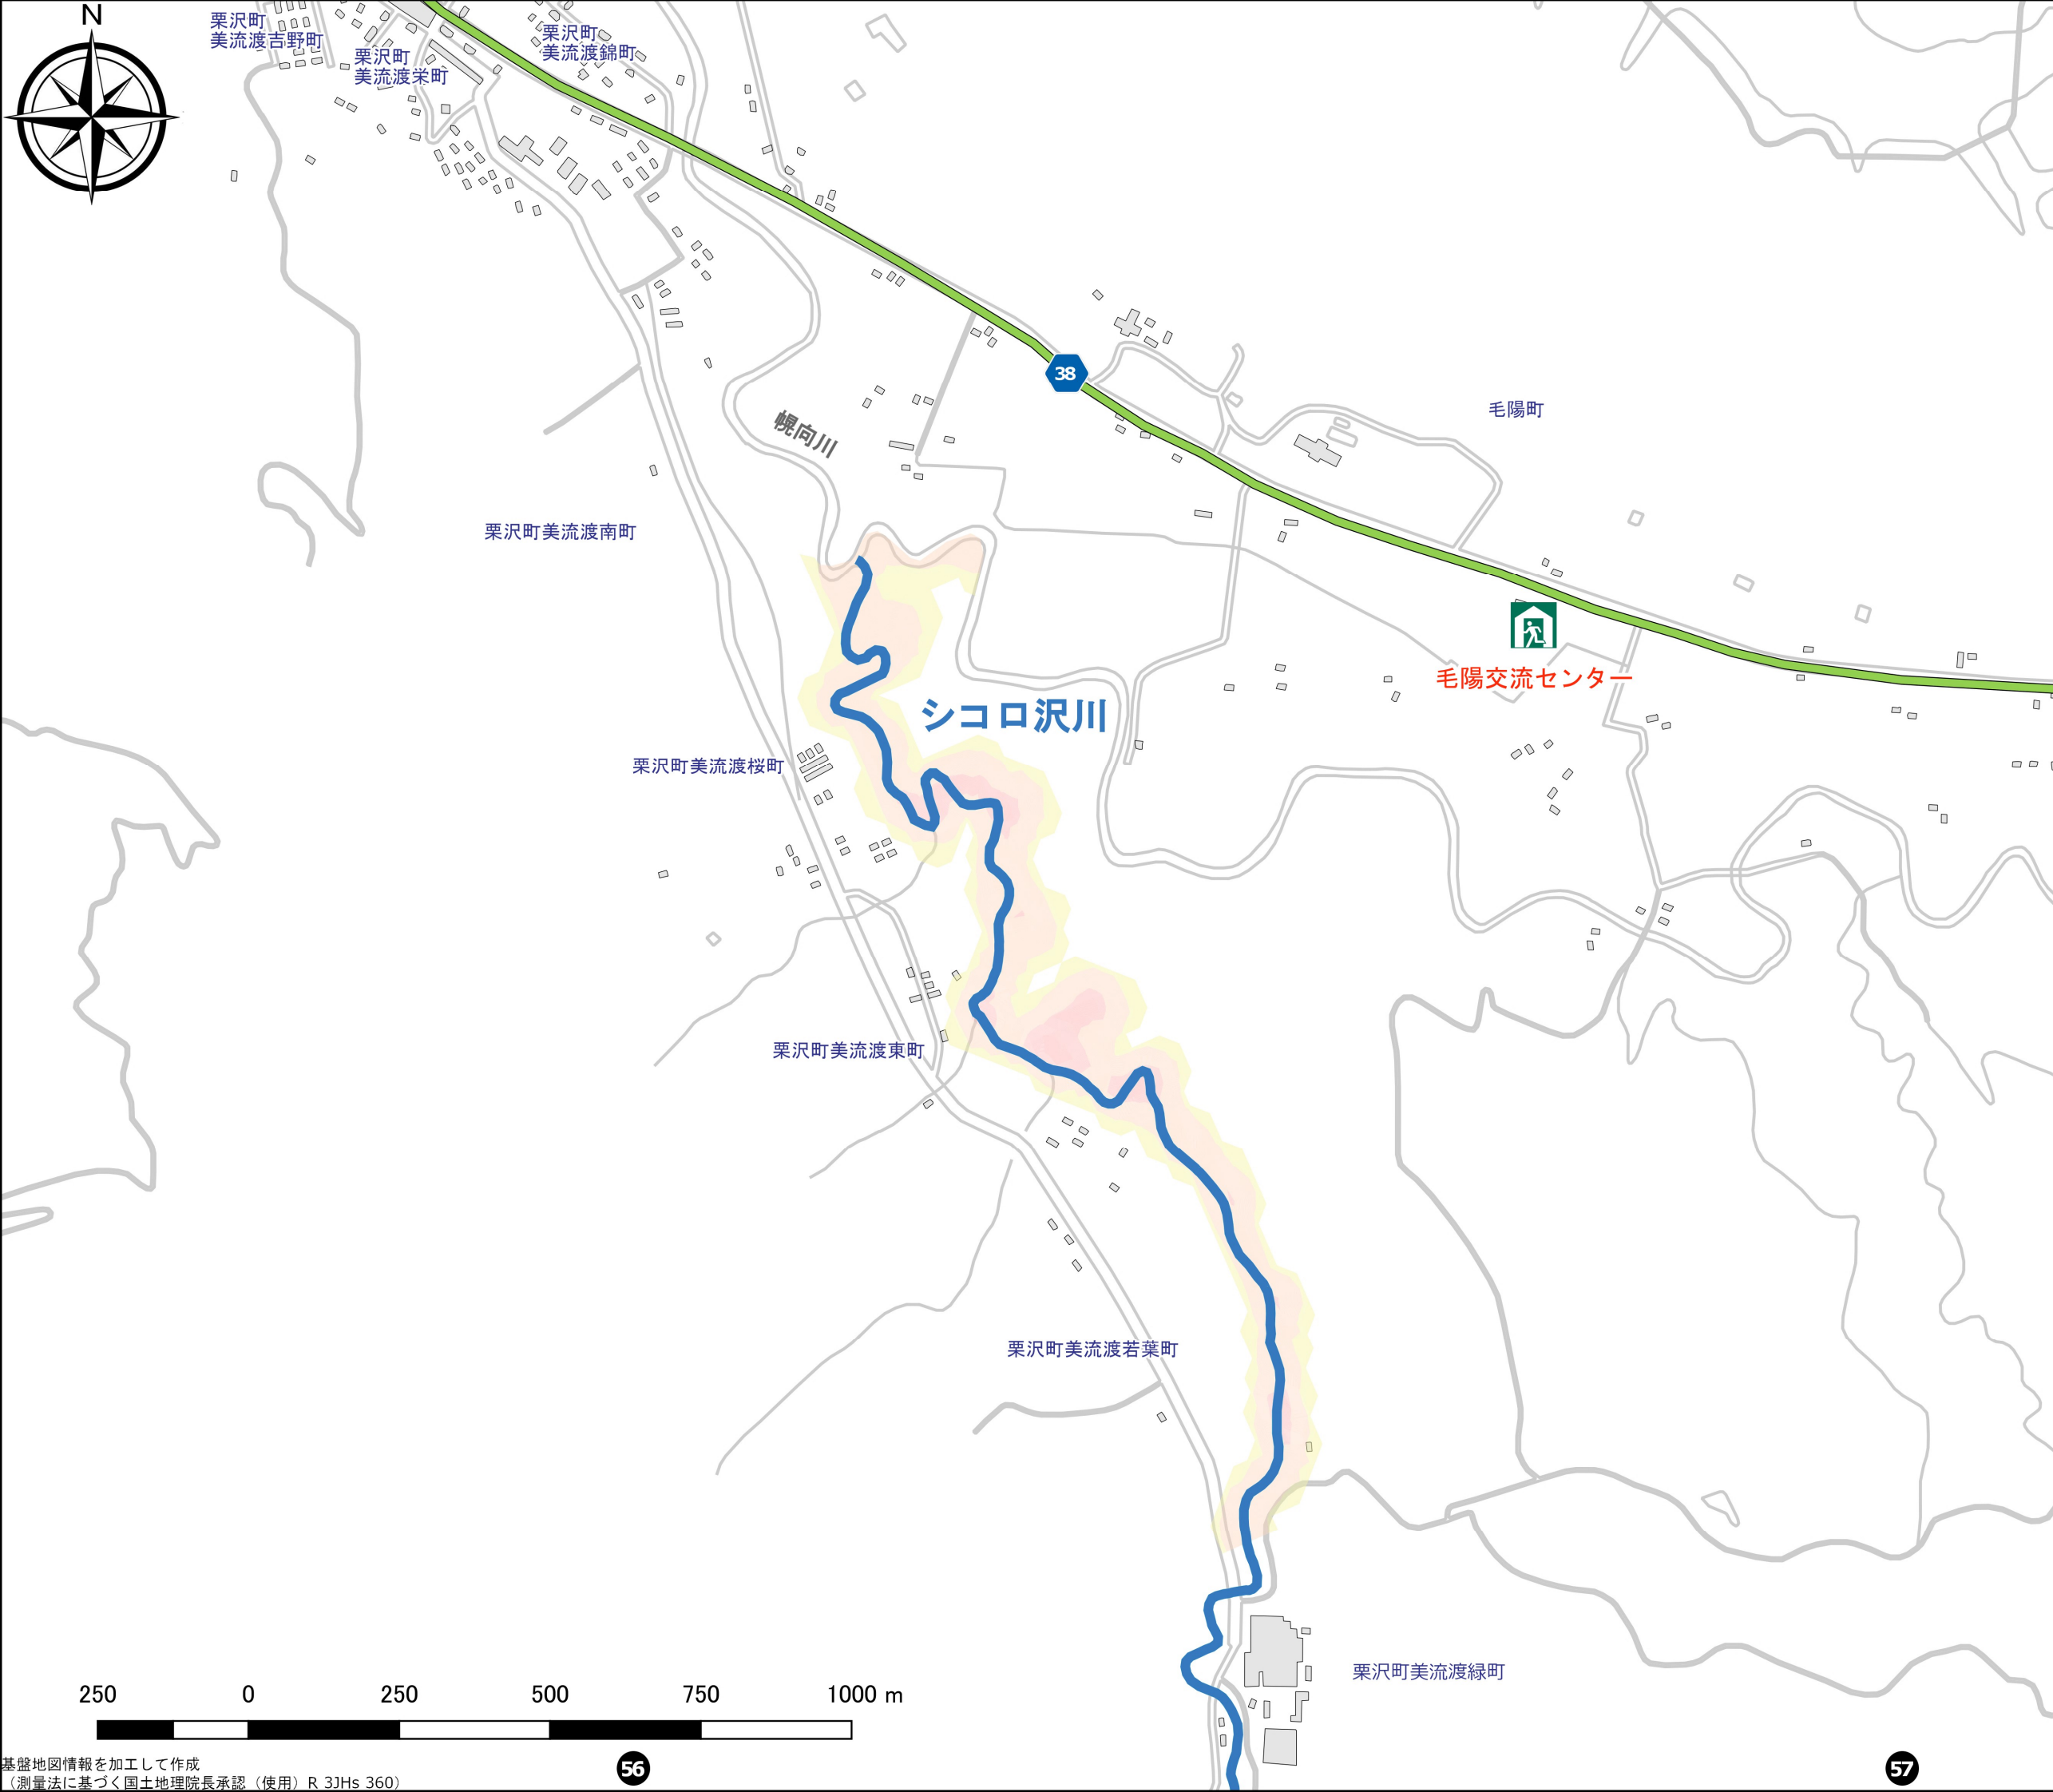 N
栗沢町
美流渡吉野町
栗沢町
美流渡栄町
栗沢町
美流渡錦町
38
毛陽町
幌向川
栗沢町美流渡南町
毛陽交流センター
シコロ沢川
栗沢町美流渡桜町
栗沢町美流渡東町
栗沢町美流渡若葉町
栗沢町美流渡緑町
250 0 250 500 750 1000 m
基盤地図情報を加工して作成
（測量法に基づく国土地理院長承認（使用）R 3JHs 360）
56
57